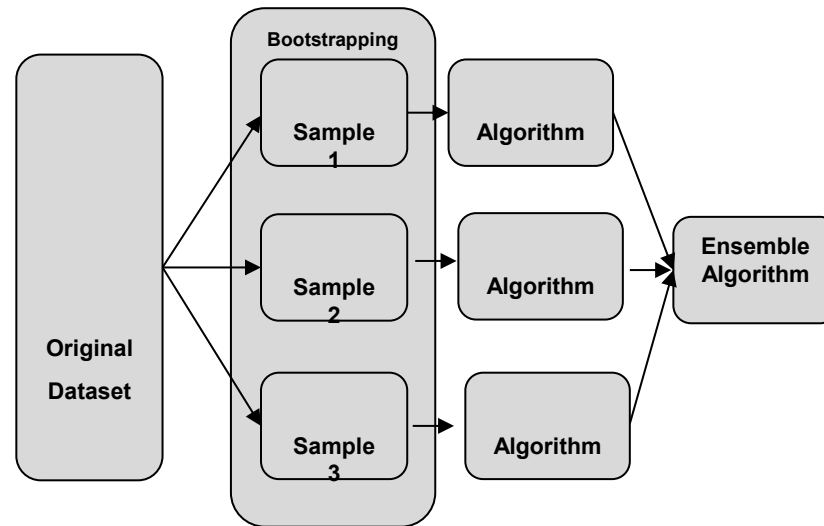 Bootstrapping
Original
Dataset
Sample
1
Algorithm
Sample
2
Algorithm
Sample
3
Algorithm
Ensemble
Algorithm